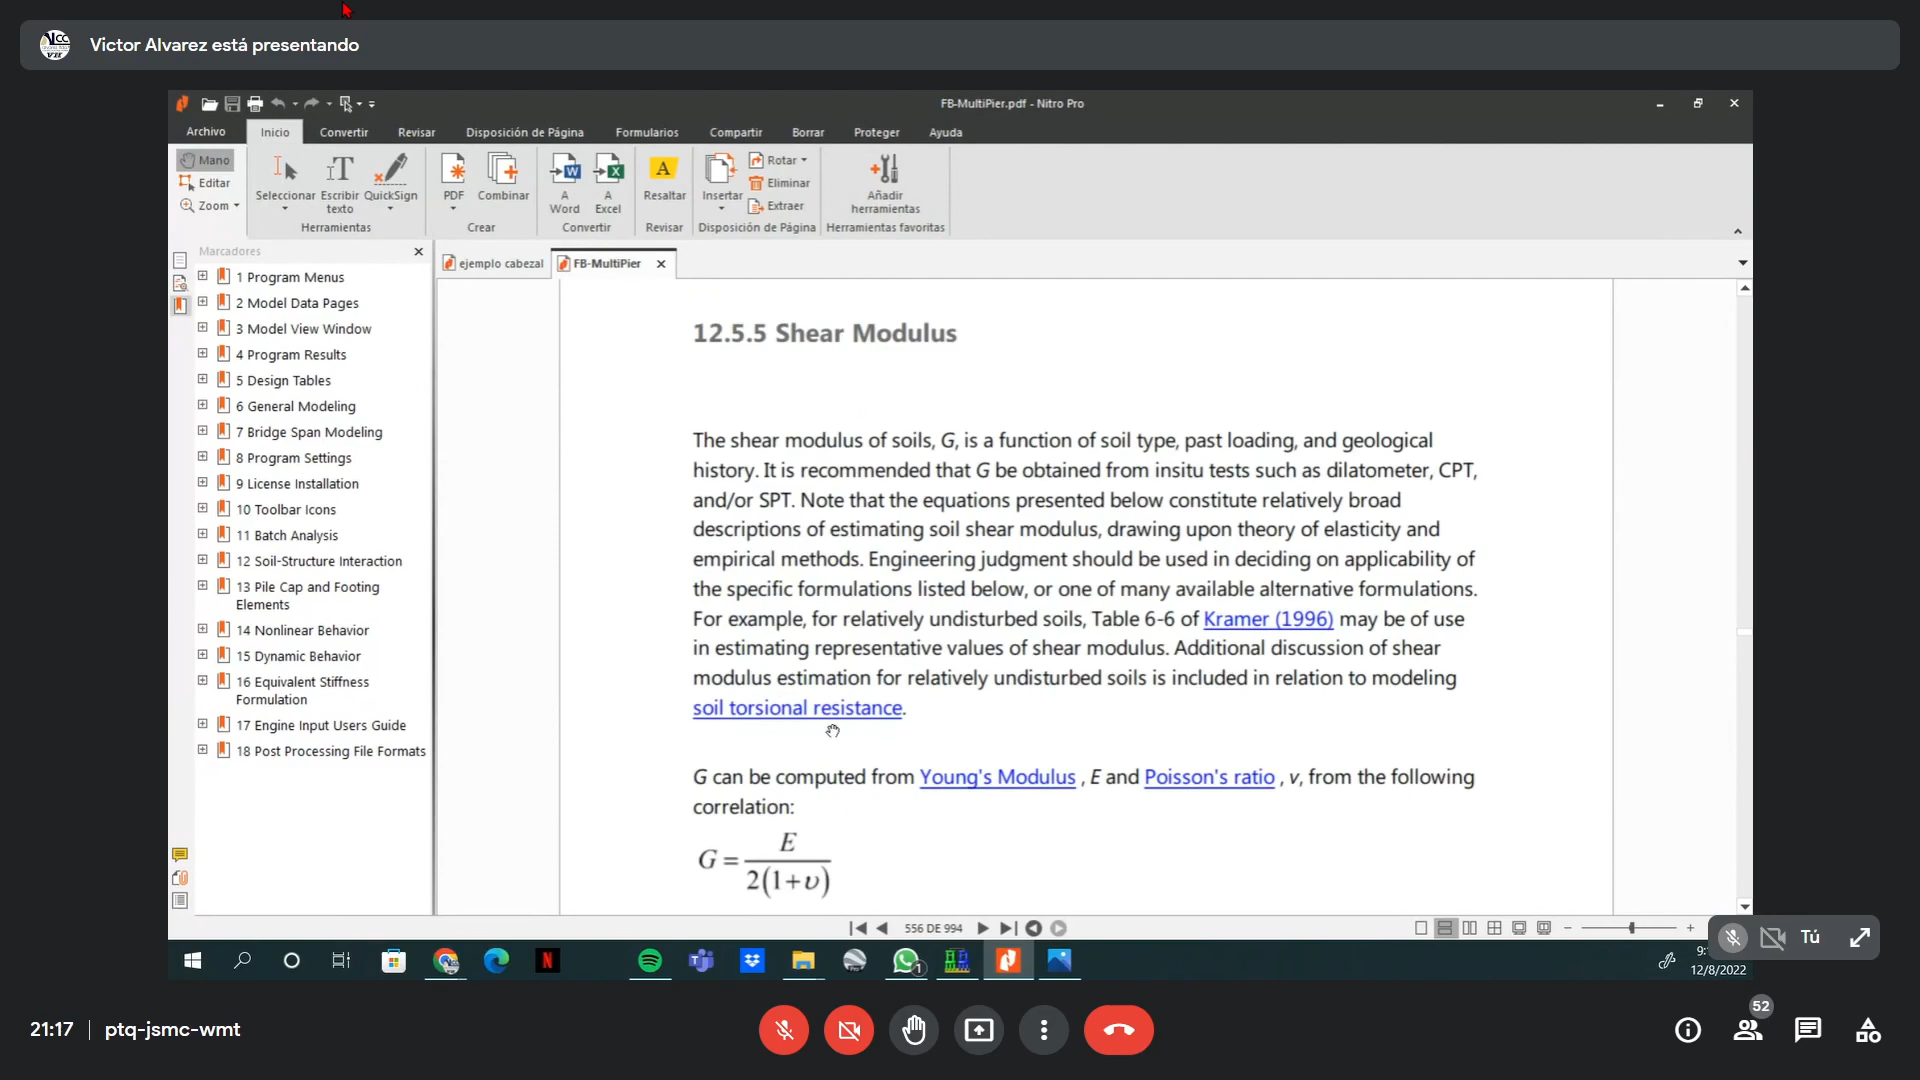 Victor Alvarez está presentando
FB-MultiPier.pdf - Nitro Pro
Archivo Inicio Convertir Revisar Disposición de Página Formularios Compartir Borrar Proteger Ayuda
Mano
Editar
Zoom
Seleccionar
Escribir texto
QuickSign
Herramientas
PDF
Combinar
Crear
A Word
A Excel
Convertir
A
Resaltar
Revisar
Insertar
Rotar
Eliminar
Extraer
Disposición de Página
Añadir herramientas
Herramientas favoritas
Marcadores
ejemplo cabezal
FB-MultiPier
1 Program Menus
2 Model Data Pages
3 Model View Window
4 Program Results
5 Design Tables
6 General Modeling
7 Bridge Span Modeling
8 Program Settings
9 License Installation
10 Toolbar Icons
11 Batch Analysis
12 Soil-Structure Interaction
13 Pile Cap and Footing
Elements
14 Nonlinear Behavior
15 Dynamic Behavior
16 Equivalent Stiffness
Formulation
17 Engine Input Users Guide
18 Post Processing File Formats
12.5.5 Shear Modulus
The shear modulus of soils, G, is a function of soil type, past loading, and geological
history. It is recommended that G be obtained from insitu tests such as dilatometer, CPT,
and/or SPT. Note that the equations presented below constitute relatively broad
descriptions of estimating soil shear modulus, drawing upon theory of elasticity and
empirical methods. Engineering judgment should be used in deciding on applicability of
the specific formulations listed below, or one of many available alternative formulations.
For example, for relatively undisturbed soils, Table 6-6 of Kramer (1996) may be of use
in estimating representative values of shear modulus. Additional discussion of shear
modulus estimation for relatively undisturbed soils is included in relation to modeling
soil torsional resistance.
G can be computed from Young's Modulus , E and Poisson's ratio , ν, from the following
correlation:
G = E / 2(1+υ)
556 DE 994
Tú
12/8/2022
21:17 ptq-jsmc-wmt
52